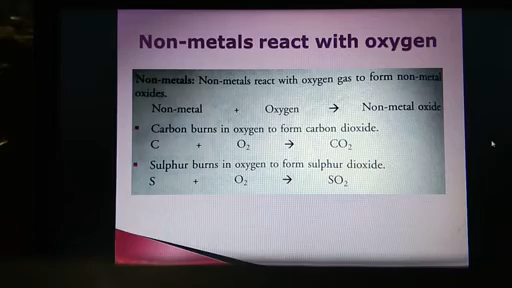 Non-metals react with oxygen
Non-metals: Non-metals react with oxygen gas to form non-metal
oxides.
Non-metal + Oxygen → Non-metal oxide
▪ Carbon burns in oxygen to form carbon dioxide.
C + O₂ → CO₂
▪ Sulphur burns in oxygen to form sulphur dioxide.
S + O₂ → SO₂